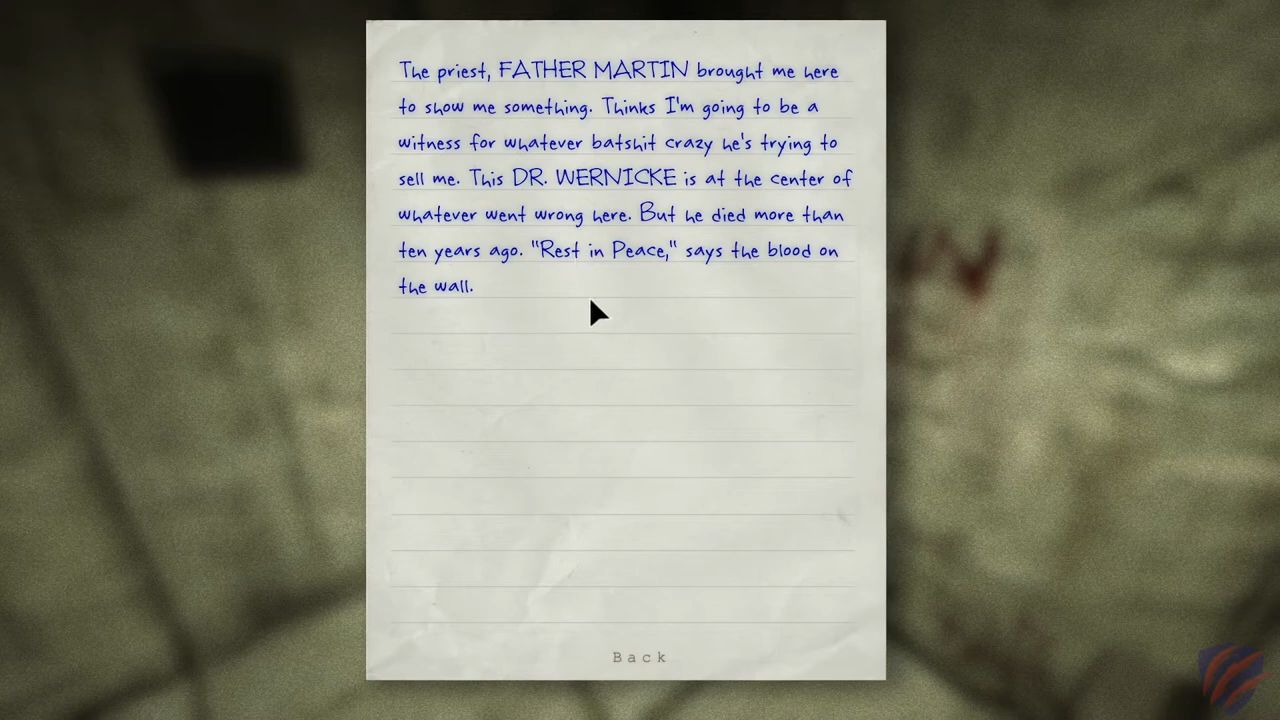 The priest, FATHER MARTIN brought me here
to show me something. Thinks I'm going to be a
witness for whatever batshit crazy he's trying to
sell me. This DR. WERNICKE is at the center of
whatever went wrong here. But he died more than
ten years ago. "Rest in Peace," says the blood on
the wall.
Back